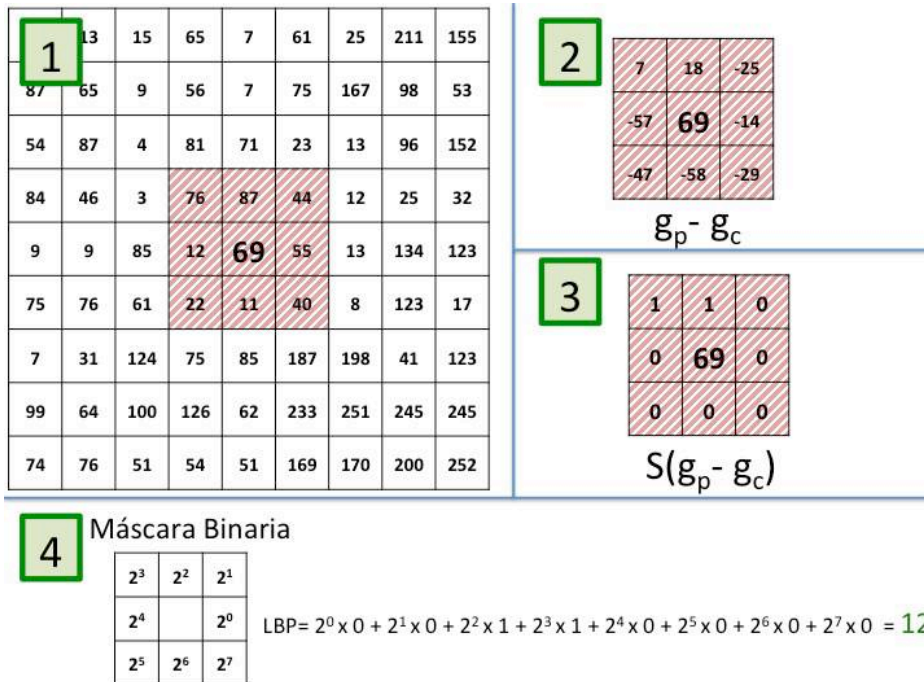 1
13 15 65 7 61 25 211 155
87 65 9 56 7 75 167 98 53
54 87 4 81 71 23 13 96 152
84 46 3 76 87 44 12 25 32
9 9 85 12 69 55 13 134 123
75 76 61 22 11 40 8 123 17
7 31 124 75 85 187 198 41 123
99 64 100 126 62 233 251 245 245
74 76 51 54 51 169 170 200 252
2
7 18 -25
-57 69 -14
-47 -58 -29
gₚ- g꜀
3
1 1 0
0 69 0
0 0 0
S(gₚ- g꜀)
4
Máscara Binaria
2³ 2² 2¹
2⁴ 2⁰
2⁵ 2⁶ 2⁷
LBP= 2⁰ x 0 + 2¹ x 0 + 2² x 1 + 2³ x 1 + 2⁴ x 0 + 2⁵ x 0 + 2⁶ x 0 + 2⁷ x 0 = 12